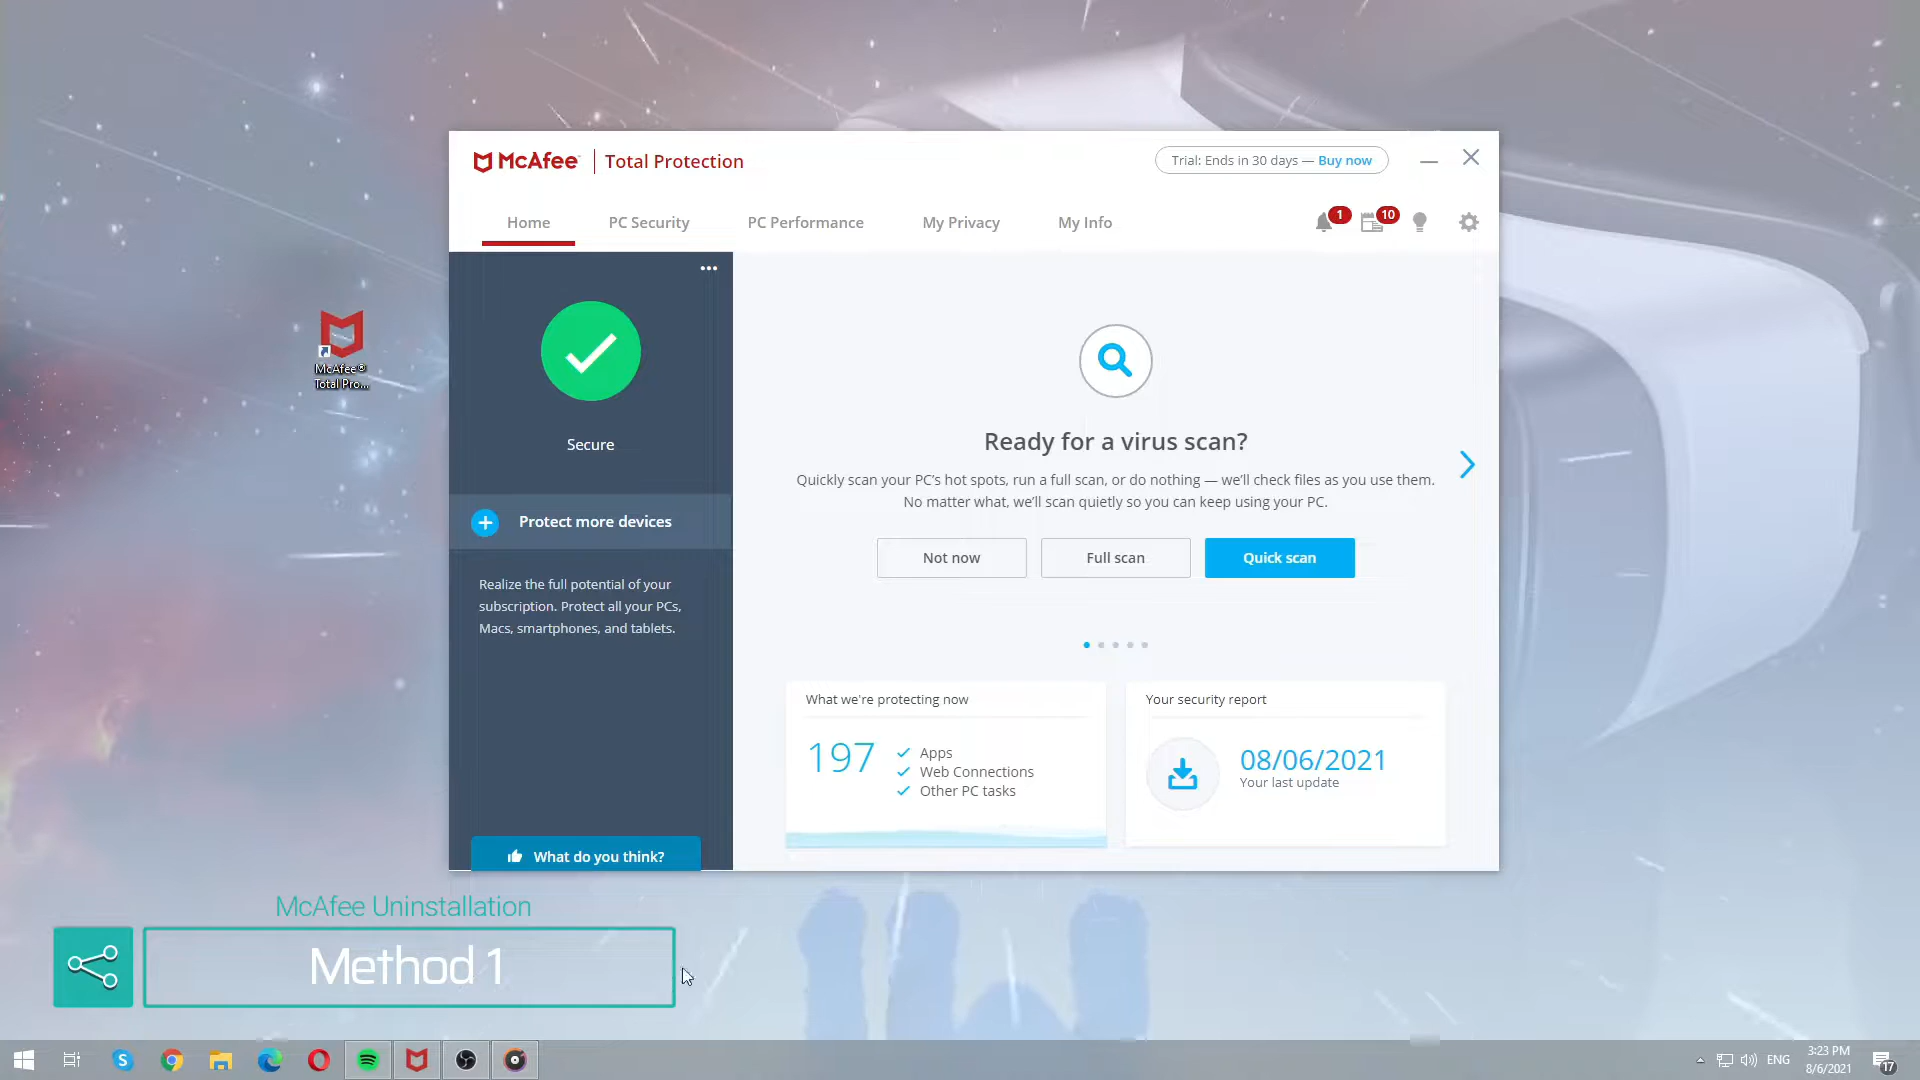 McAfee™ | Total Protection
Trial: Ends in 30 days — Buy now
Home
PC Security
PC Performance
My Privacy
My Info
1
10
McAfee®
Total Pro...
Secure
Protect more devices
Realize the full potential of your
subscription. Protect all your PCs,
Macs, smartphones, and tablets.
What do you think?
Ready for a virus scan?
Quickly scan your PC’s hot spots, run a full scan, or do nothing — we’ll check files as you use them.
No matter what, we’ll scan quietly so you can keep using your PC.
Not now
Full scan
Quick scan
What we're protecting now
197
Apps
Web Connections
Other PC tasks
Your security report
08/06/2021
Your last update
McAfee Uninstallation
Method 1
ENG
3:23 PM
8/6/2021
17